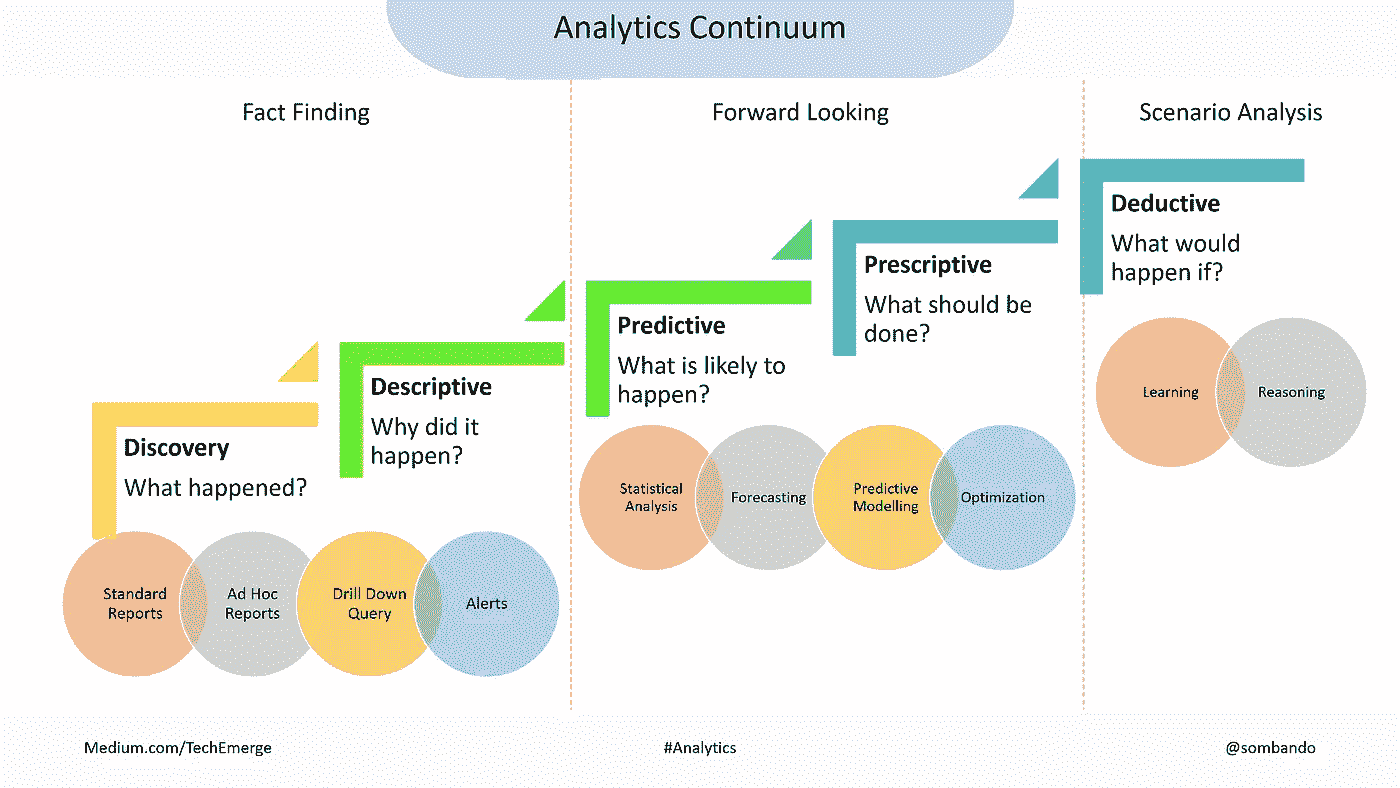 Analytics Continuum
Fact Finding
Forward Looking
Scenario Analysis
Discovery
What happened?
Descriptive
Why did it
happen?
Predictive
What is likely to
happen?
Prescriptive
What should be
done?
Deductive
What would
happen if?
Standard
Reports
Ad Hoc
Reports
Drill Down
Query
Alerts
Statistical
Analysis
Forecasting
Predictive
Modelling
Optimization
Learning
Reasoning
Medium.com/TechEmerge
#Analytics
@sombando